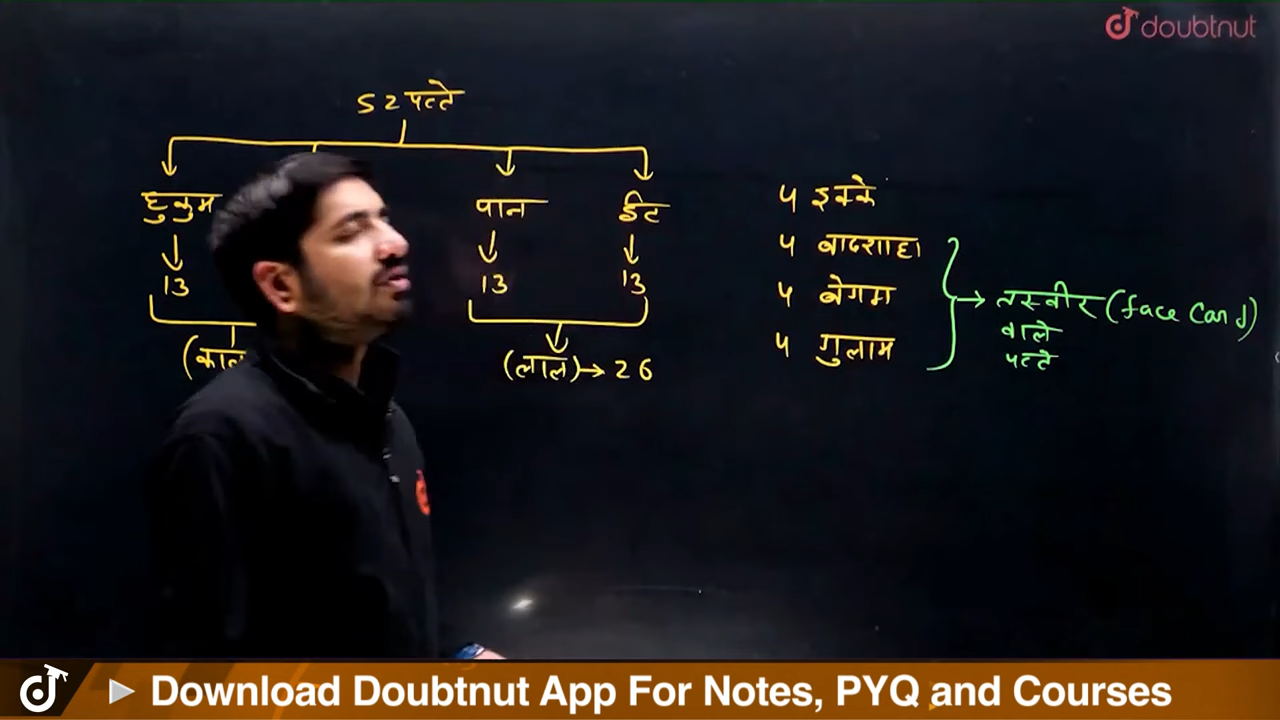 doubtnut
52 पत्ते
हुकुम पान ईट
13 13 13
(लाल) → 26
4 इक्के
4 बादशाह
4 बेगम
4 गुलाम
तस्वीर (face card)
वाले
पत्ते
Download Doubtnut App For Notes, PYQ and Courses